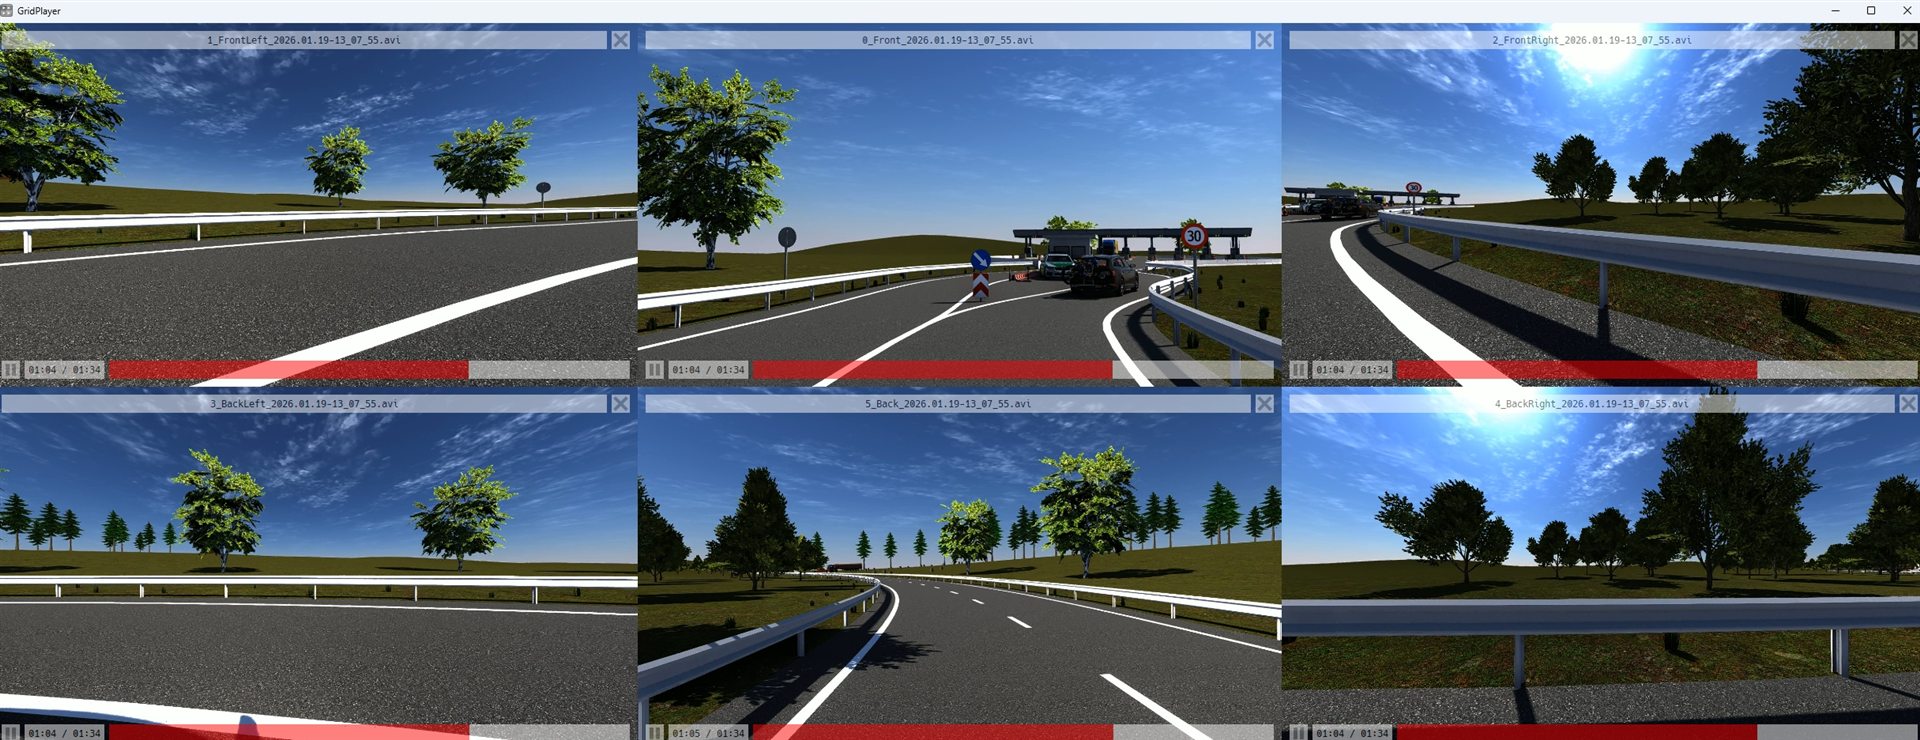 GridPlayer
1_FrontLeft_2026.01.19-13_07_55.avi
0_Front_2026.01.19-13_07_55.avi
2_FrontRight_2026.01.19-13_07_55.avi
30
30
01:04 / 01:34
01:04 / 01:34
01:04 / 01:34
3_BackLeft_2026.01.19-13_07_55.avi
5_Back_2026.01.19-13_07_55.avi
4_BackRight_2026.01.19-13_07_55.avi
01:04 / 01:34
01:05 / 01:34
01:04 / 01:34